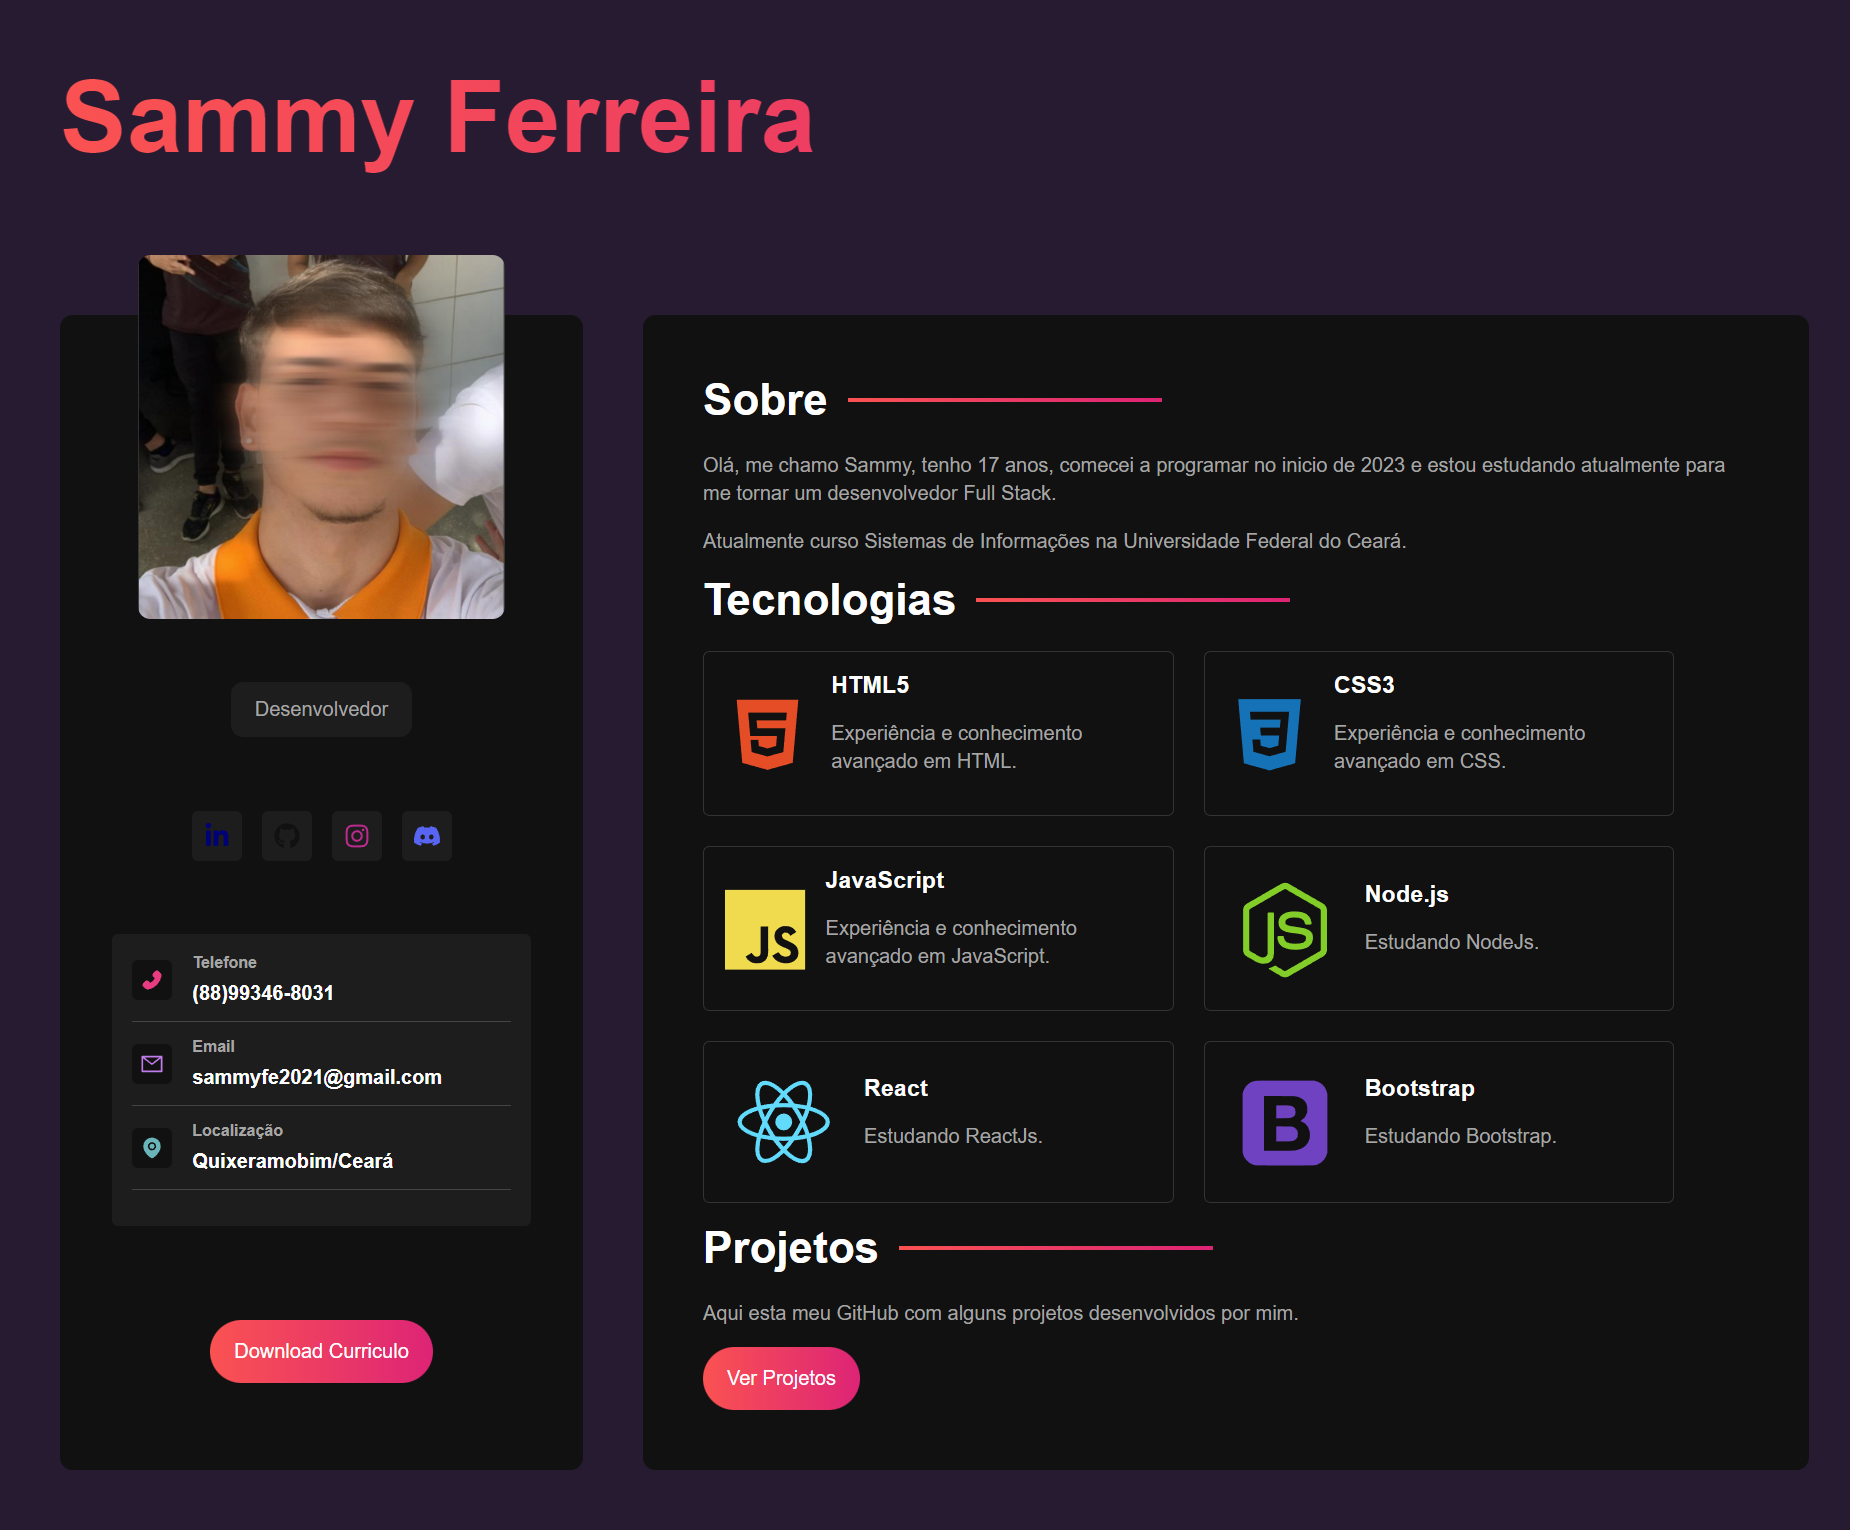 Sammy Ferreira
Desenvolvedor
in
Telefone
(88)99346-8031
Email
sammyfe2021@gmail.com
Localização
Quixeramobim/Ceará
Download Curriculo
Sobre
Olá, me chamo Sammy, tenho 17 anos, comecei a programar no inicio de 2023 e estou estudando atualmente para
me tornar um desenvolvedor Full Stack.
Atualmente curso Sistemas de Informações na Universidade Federal do Ceará.
Tecnologias
HTML5
Experiência e conhecimento
avançado em HTML.
CSS3
Experiência e conhecimento
avançado em CSS.
JS
JavaScript
Experiência e conhecimento
avançado em JavaScript.
JS
Node.js
Estudando NodeJs.
React
Estudando ReactJs.
B
Bootstrap
Estudando Bootstrap.
Projetos
Aqui esta meu GitHub com alguns projetos desenvolvidos por mim.
Ver Projetos